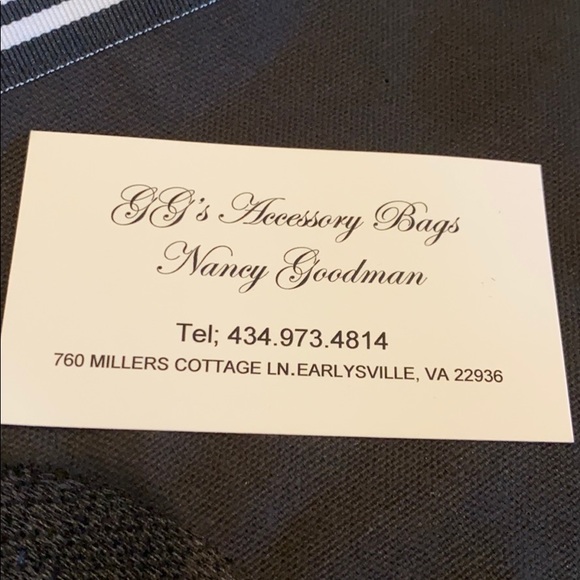 GG's Accessory Bags
Nancy Goodman
Tel; 434.973.4814
760 MILLERS COTTAGE LN.EARLYSVILLE, VA 22936